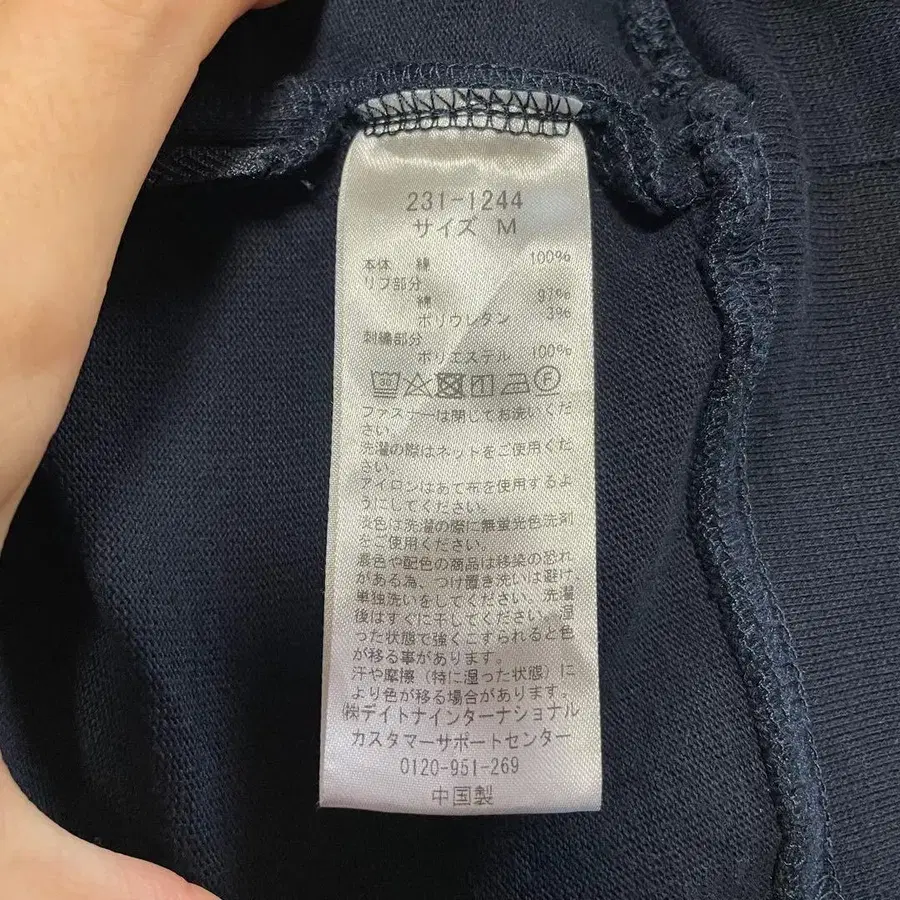 231-1244
サイズ M
本体 綿 100%
リブ部分
綿 97%
ポリウレタン 3%
刺繍部分
ポリエステル 100%
30 F
ファスナーは閉じてお洗いくだ
さい。
洗濯の際はネットをご使用くだ
さい。
アイロンはあて布を使用するよ
うにしてください。
淡色は洗濯の際に無蛍光色洗剤
をご使用ください。
濃色や配色の商品は移染の恐れ
がある為、つけ置き洗いは避け、
単独洗いをしてください。洗濯
後はすぐに干してください。湿
った状態で強くこすられると色
が移る事があります。
汗や摩擦（特に湿った状態）に
より色が移る場合があります。
㈱デイトナインターナショナル
カスタマーサポートセンター
0120-951-269
中国製